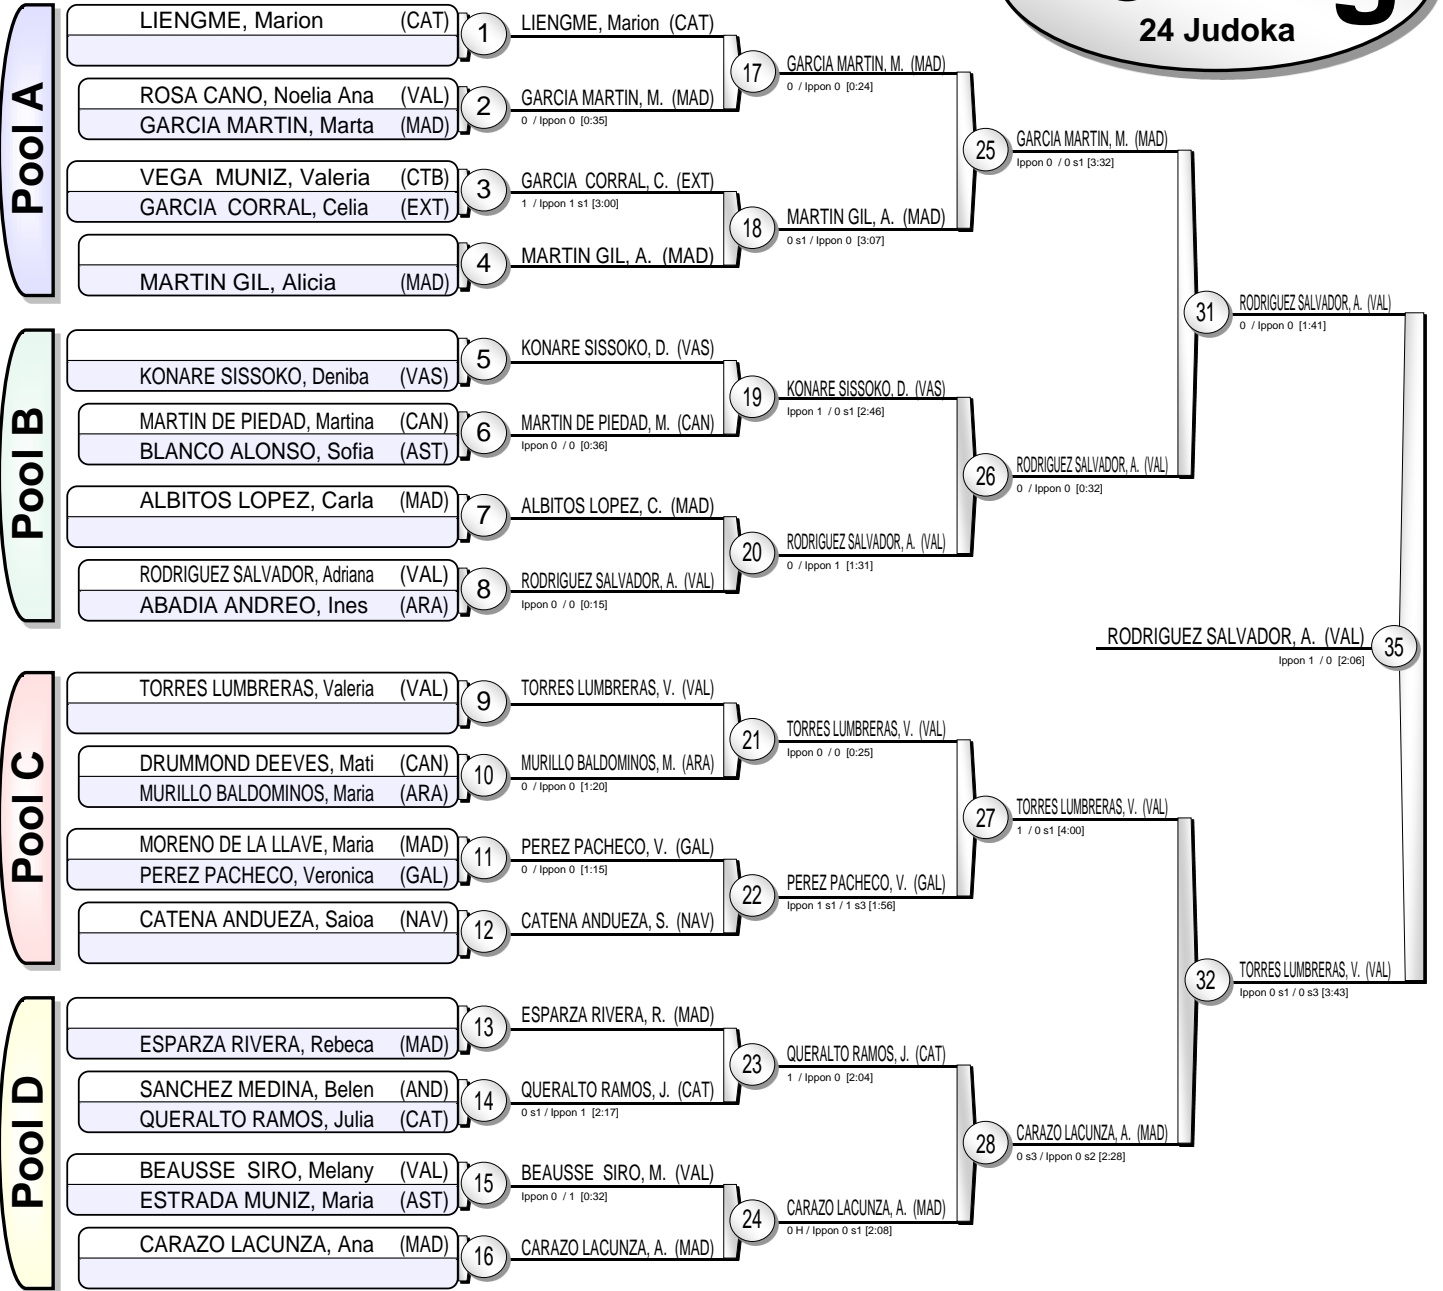 24 Judoka
Pool A
LIENGME, Marion (CAT)
1
ROSA CANO, Noelia Ana (VAL)
GARCIA MARTIN, Marta (MAD)
2
VEGA MUNIZ, Valeria (CTB)
GARCIA CORRAL, Celia (EXT)
3
MARTIN GIL, Alicia (MAD)
4
Pool B
KONARE SISSOKO, Deniba (VAS)
5
MARTIN DE PIEDAD, Martina (CAN)
BLANCO ALONSO, Sofia (AST)
6
ALBITOS LOPEZ, Carla (MAD)
7
RODRIGUEZ SALVADOR, Adriana (VAL)
ABADIA ANDREO, Ines (ARA)
8
Pool C
TORRES LUMBRERAS, Valeria (VAL)
9
DRUMMOND DEEVES, Mati (CAN)
MURILLO BALDOMINOS, Maria (ARA)
10
MORENO DE LA LLAVE, Maria (MAD)
PEREZ PACHECO, Veronica (GAL)
11
CATENA ANDUEZA, Saioa (NAV)
12
Pool D
ESPARZA RIVERA, Rebeca (MAD)
13
SANCHEZ MEDINA, Belen (AND)
QUERALTO RAMOS, Julia (CAT)
14
BEAUSSE SIRO, Melany (VAL)
ESTRADA MUNIZ, Maria (AST)
15
CARAZO LACUNZA, Ana (MAD)
16
LIENGME, Marion (CAT)
GARCIA MARTIN, M. (MAD)
0 / Ippon 0 [0:35]
17
GARCIA CORRAL, C. (EXT)
1 / Ippon 1 s1 [3:00]
MARTIN GIL, A. (MAD)
18
KONARE SISSOKO, D. (VAS)
MARTIN DE PIEDAD, M. (CAN)
Ippon 0 / 0 [0:36]
19
ALBITOS LOPEZ, C. (MAD)
RODRIGUEZ SALVADOR, A. (VAL)
Ippon 0 / 0 [0:15]
20
TORRES LUMBRERAS, V. (VAL)
MURILLO BALDOMINOS, M. (ARA)
0 / Ippon 0 [1:20]
21
PEREZ PACHECO, V. (GAL)
0 / Ippon 0 [1:15]
CATENA ANDUEZA, S. (NAV)
22
ESPARZA RIVERA, R. (MAD)
QUERALTO RAMOS, J. (CAT)
0 s1 / Ippon 1 [2:17]
23
BEAUSSE SIRO, M. (VAL)
Ippon 0 / 1 [0:32]
CARAZO LACUNZA, A. (MAD)
24
GARCIA MARTIN, M. (MAD)
0 / Ippon 0 [0:24]
MARTIN GIL, A. (MAD)
0 s1 / Ippon 0 [3:07]
25
KONARE SISSOKO, D. (VAS)
Ippon 1 / 0 s1 [2:46]
RODRIGUEZ SALVADOR, A. (VAL)
0 / Ippon 1 [1:31]
26
TORRES LUMBRERAS, V. (VAL)
Ippon 0 / 0 [0:25]
PEREZ PACHECO, V. (GAL)
Ippon 1 s1 / 1 s3 [1:56]
27
QUERALTO RAMOS, J. (CAT)
1 / Ippon 0 [2:04]
CARAZO LACUNZA, A. (MAD)
0 H / Ippon 0 s1 [2:08]
28
GARCIA MARTIN, M. (MAD)
Ippon 0 / 0 s1 [3:32]
RODRIGUEZ SALVADOR, A. (VAL)
0 / Ippon 0 [0:32]
31
TORRES LUMBRERAS, V. (VAL)
1 / 0 s1 [4:00]
CARAZO LACUNZA, A. (MAD)
0 s3 / Ippon 0 s2 [2:28]
32
RODRIGUEZ SALVADOR, A. (VAL)
0 / Ippon 0 [1:41]
TORRES LUMBRERAS, V. (VAL)
Ippon 0 s1 / 0 s3 [3:43]
RODRIGUEZ SALVADOR, A. (VAL)
Ippon 1 / 0 [2:06]
35